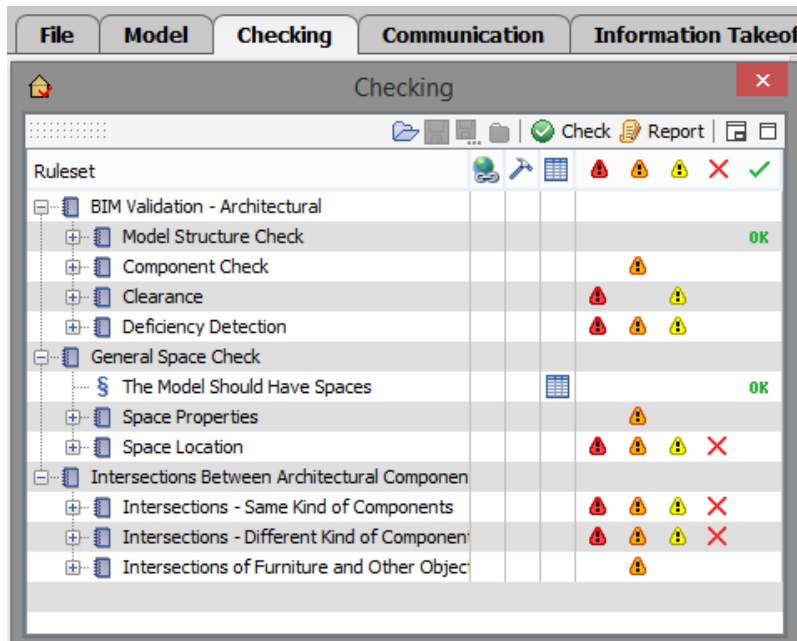 File Model Checking Communication Information Takeof
Checking
Check Report
Ruleset
BIM Validation - Architectural
Model Structure Check OK
Component Check
Clearance
Deficiency Detection
General Space Check
§ The Model Should Have Spaces OK
Space Properties
Space Location
Intersections Between Architectural Componen
Intersections - Same Kind of Components
Intersections - Different Kind of Component
Intersections of Furniture and Other Objec